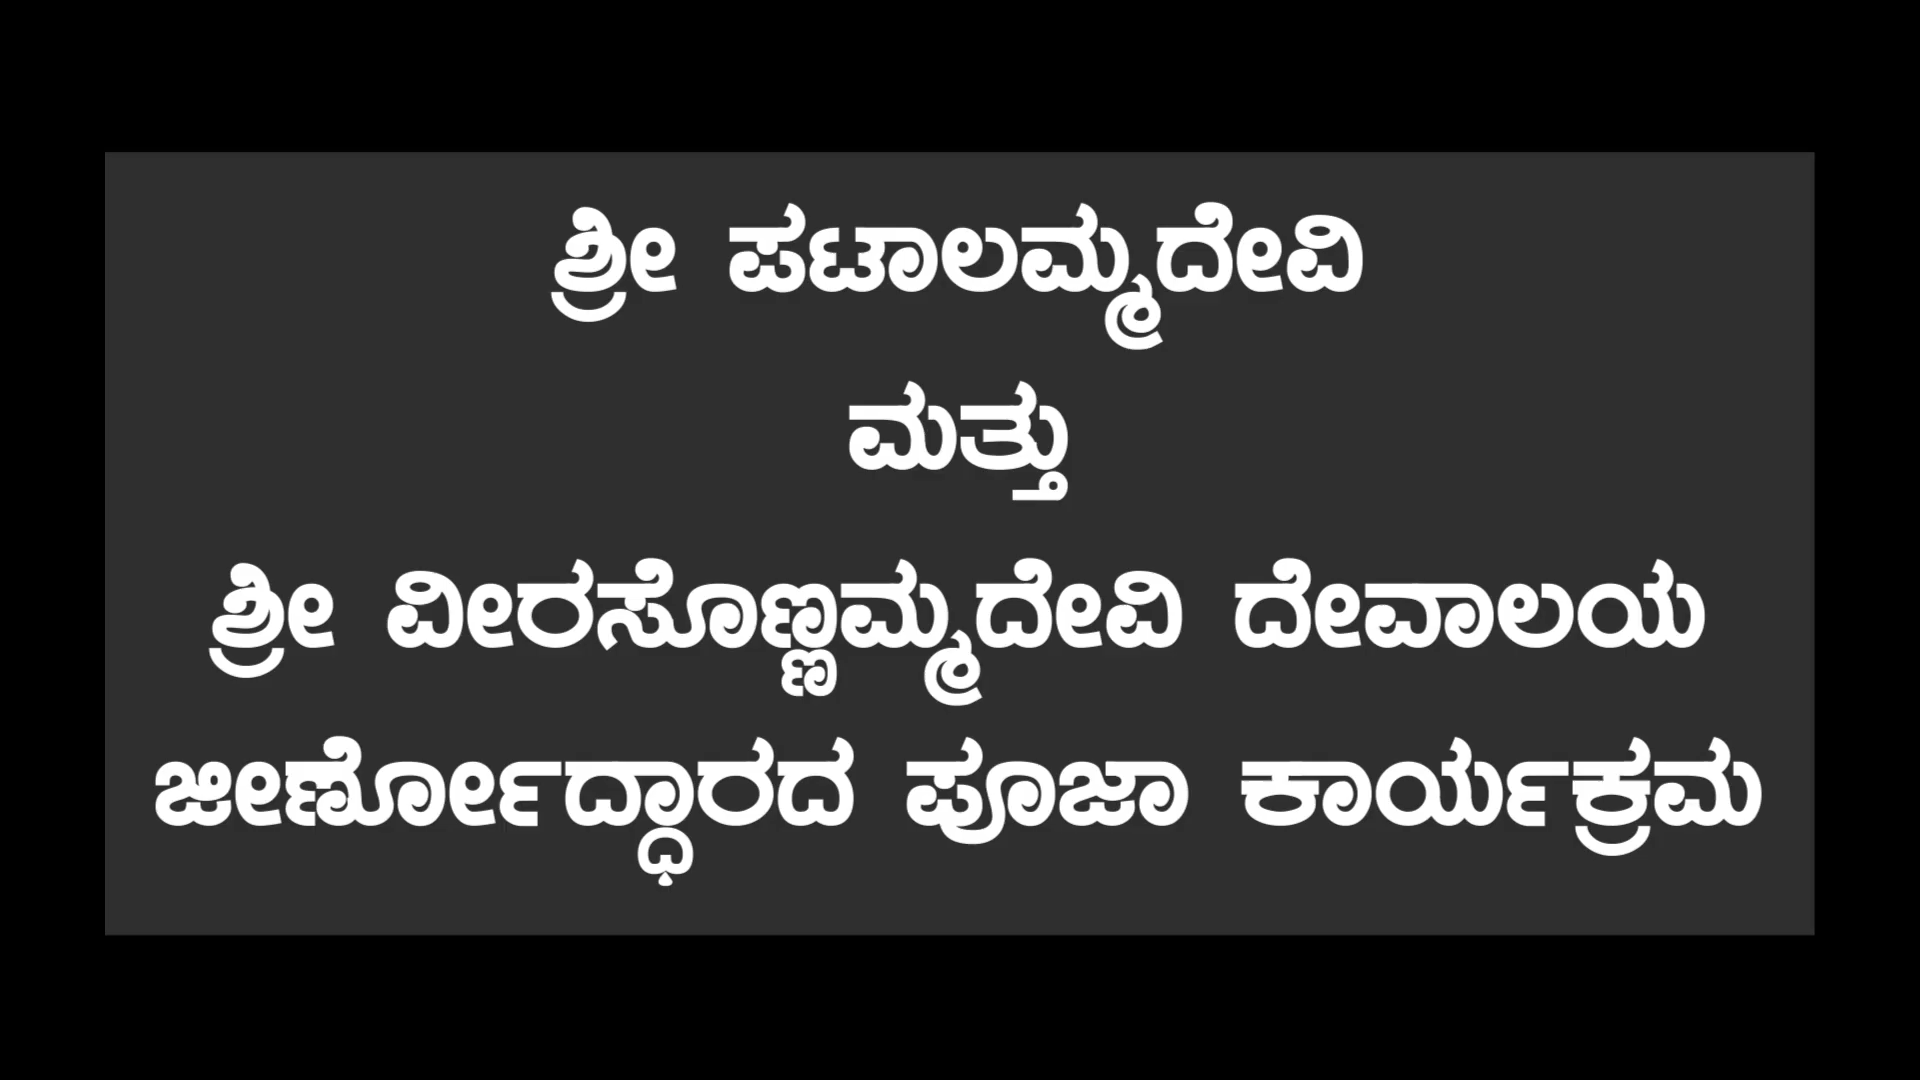 ಶ್ರೀ ಪಟಾಲಮ್ಮದೇವಿ
ಮತ್ತು
ಶ್ರೀ ವೀರಸೊಣ್ಣಮ್ಮದೇವಿ ದೇವಾಲಯ
ಜೀರ್ಣೋದ್ಧಾರದ ಪೂಜಾ ಕಾರ್ಯಕ್ರಮ